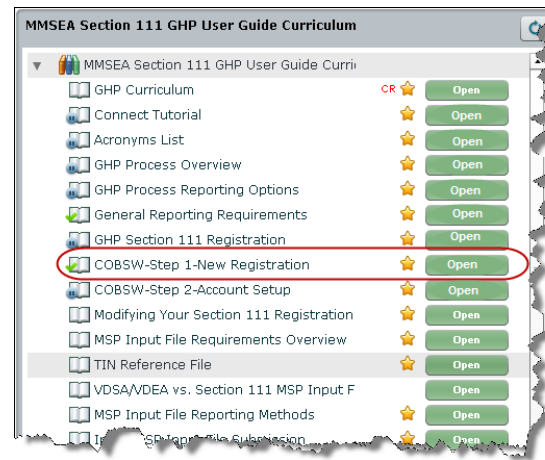 MMSEA Section 111 GHP User Guide Curriculum
MMSEA Section 111 GHP User Guide Curri
GHP Curriculum CR Open
Connect Tutorial Open
Acronyms List Open
GHP Process Overview Open
GHP Process Reporting Options Open
General Reporting Requirements Open
GHP Section 111 Registration Open
COBSW-Step 1-New Registration Open
COBSW-Step 2-Account Setup Open
Modifying Your Section 111 Registration Open
MSP Input File Requirements Overview Open
TIN Reference File Open
VDSA/VDEA vs. Section 111 MSP Input F Open
MSP Input File Reporting Methods Open
File Submission Open